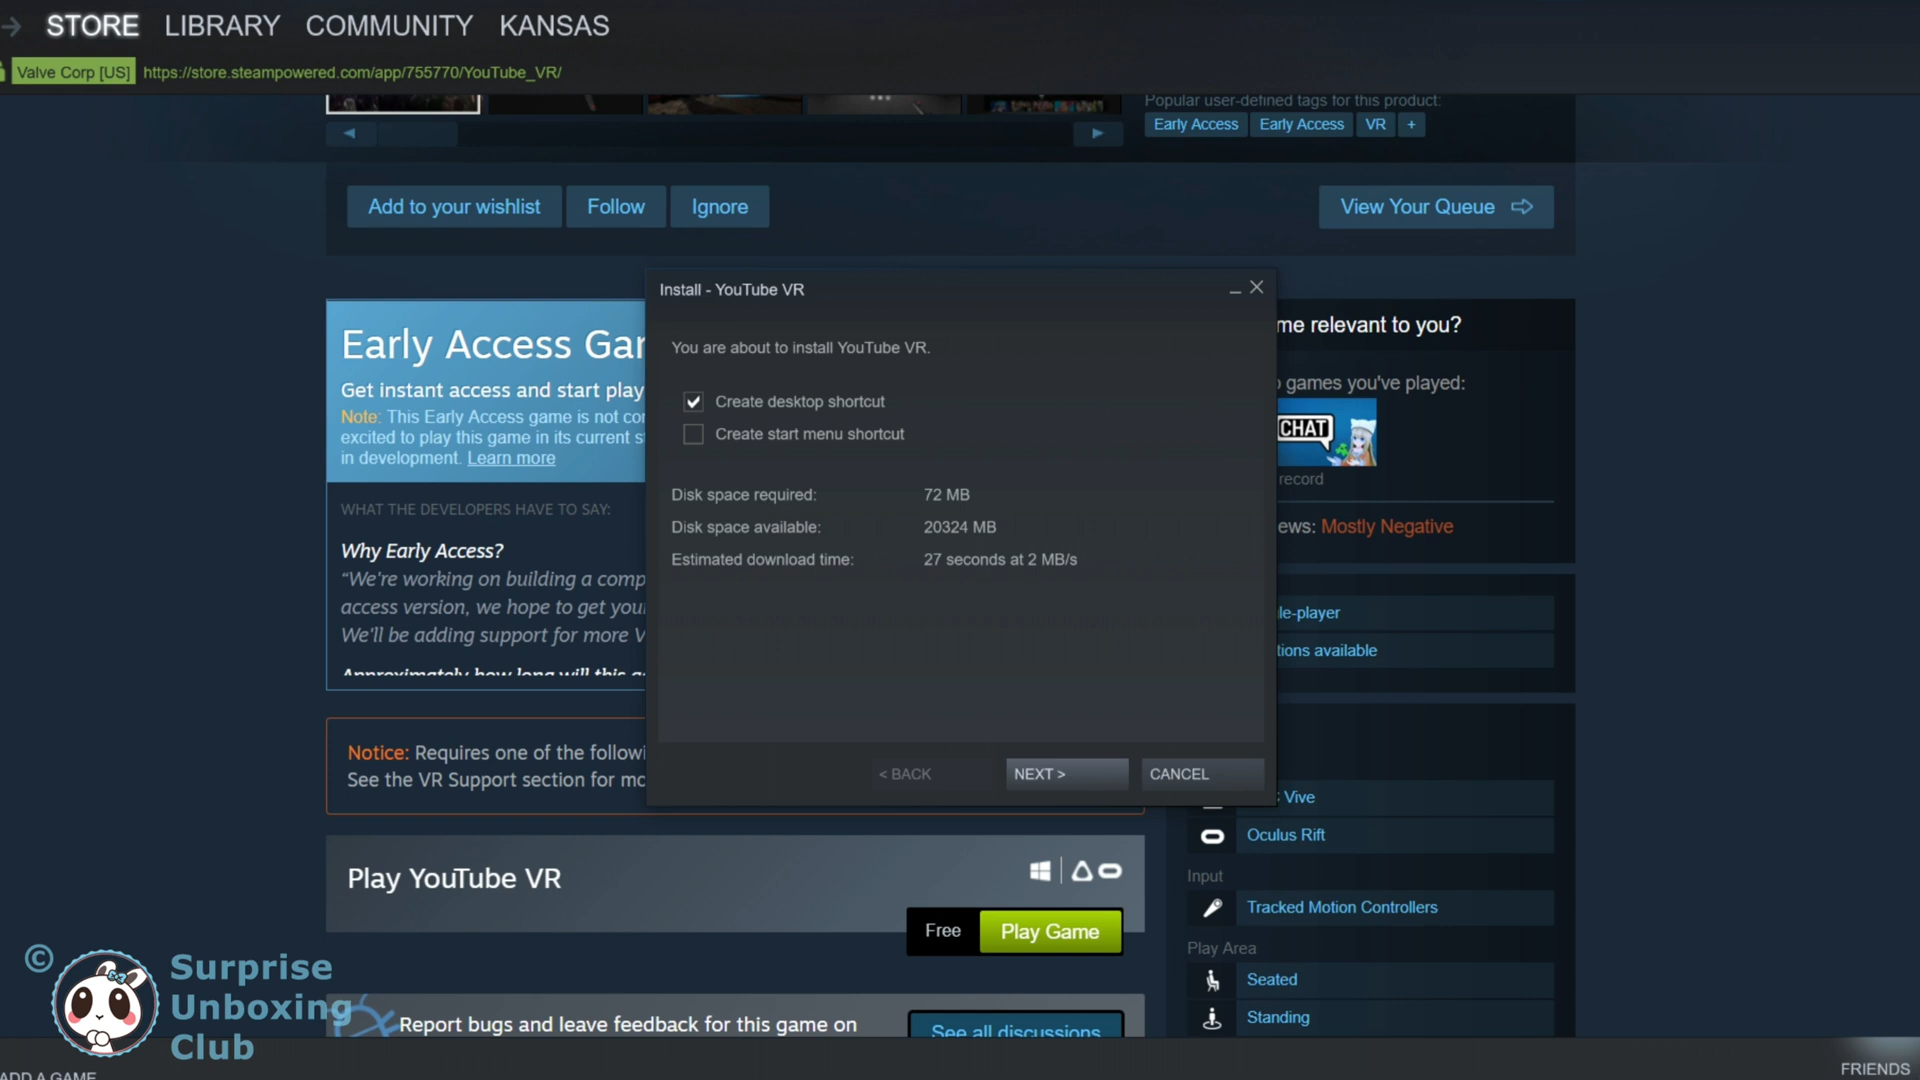 STORE LIBRARY COMMUNITY KANSAS
Valve Corp [US] https://store.steampowered.com/app/755770/YouTube_VR/
Popular user-defined tags for this product:
Early Access Early Access VR +
Add to your wishlist Follow Ignore View Your Queue
Install - YouTube VR
You are about to install YouTube VR.
Create desktop shortcut
Create start menu shortcut
Disk space required: 72 MB
Disk space available: 20324 MB
Estimated download time: 27 seconds at 2 MB/s
< BACK NEXT > CANCEL
Early Access Gar
Get instant access and start play
Note: This Early Access game is not con
excited to play this game in its current s
in development. Learn more
WHAT THE DEVELOPERS HAVE TO SAY:
Why Early Access?
“We're working on building a comp
access version, we hope to get you
We'll be adding support for more V
Approximately how long will this
Notice: Requires one of the followi
See the VR Support section for mo
me relevant to you?
games you've played:
CHAT
record
ews: Mostly Negative
le-player
tions available
Vive
Oculus Rift
Input
Tracked Motion Controllers
Play Area
Seated
Standing
Play YouTube VR
Free Play Game
Report bugs and leave feedback for this game on
See all discussions
© Surprise
Unboxing
Club
ADD A GAME
FRIENDS